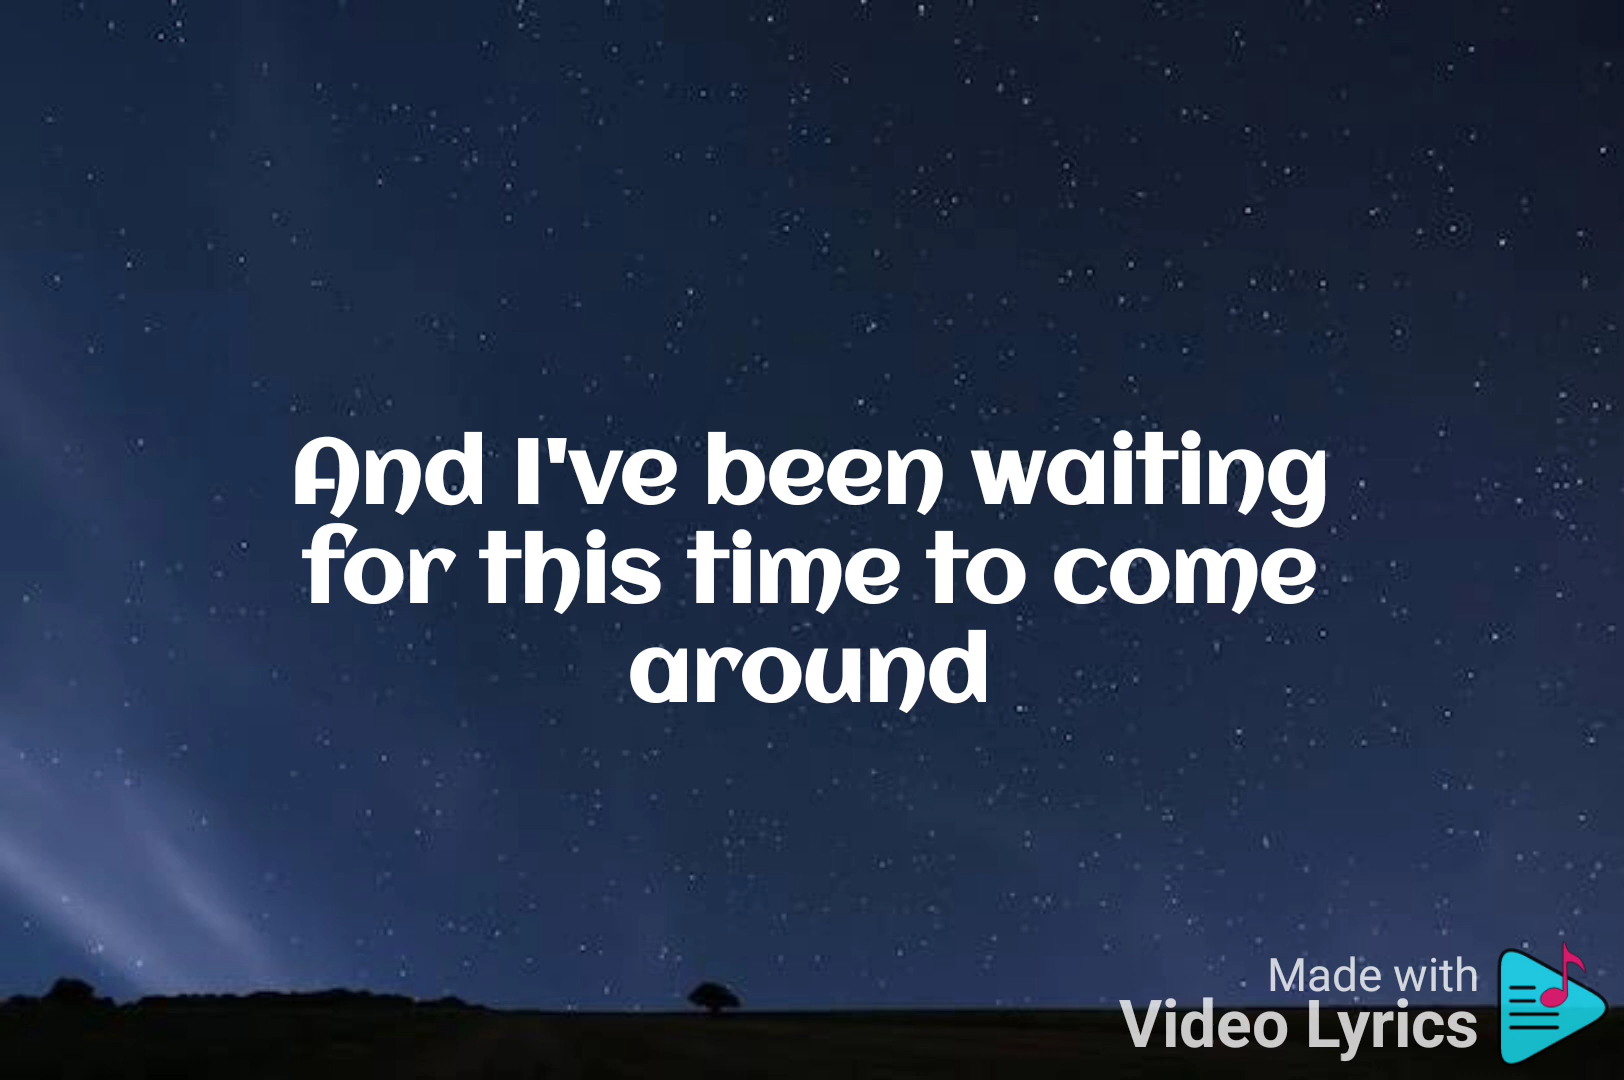 And I've been waiting
for this time to come
around
Made with
Video Lyrics